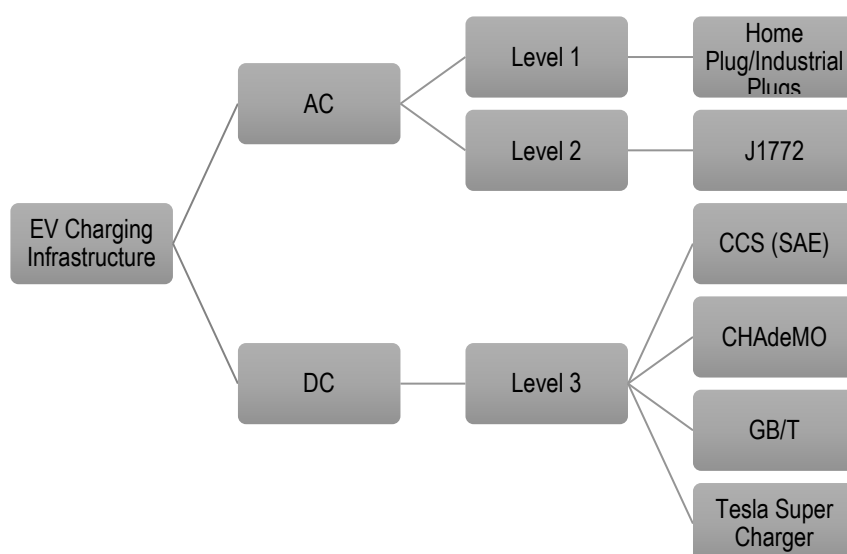 Home
Plug/Industrial
Plugs
Level 1
AC
Level 2
J1772
EV Charging
Infrastructure
CCS (SAE)
CHAdeMO
DC
Level 3
GB/T
Tesla Super
Charger